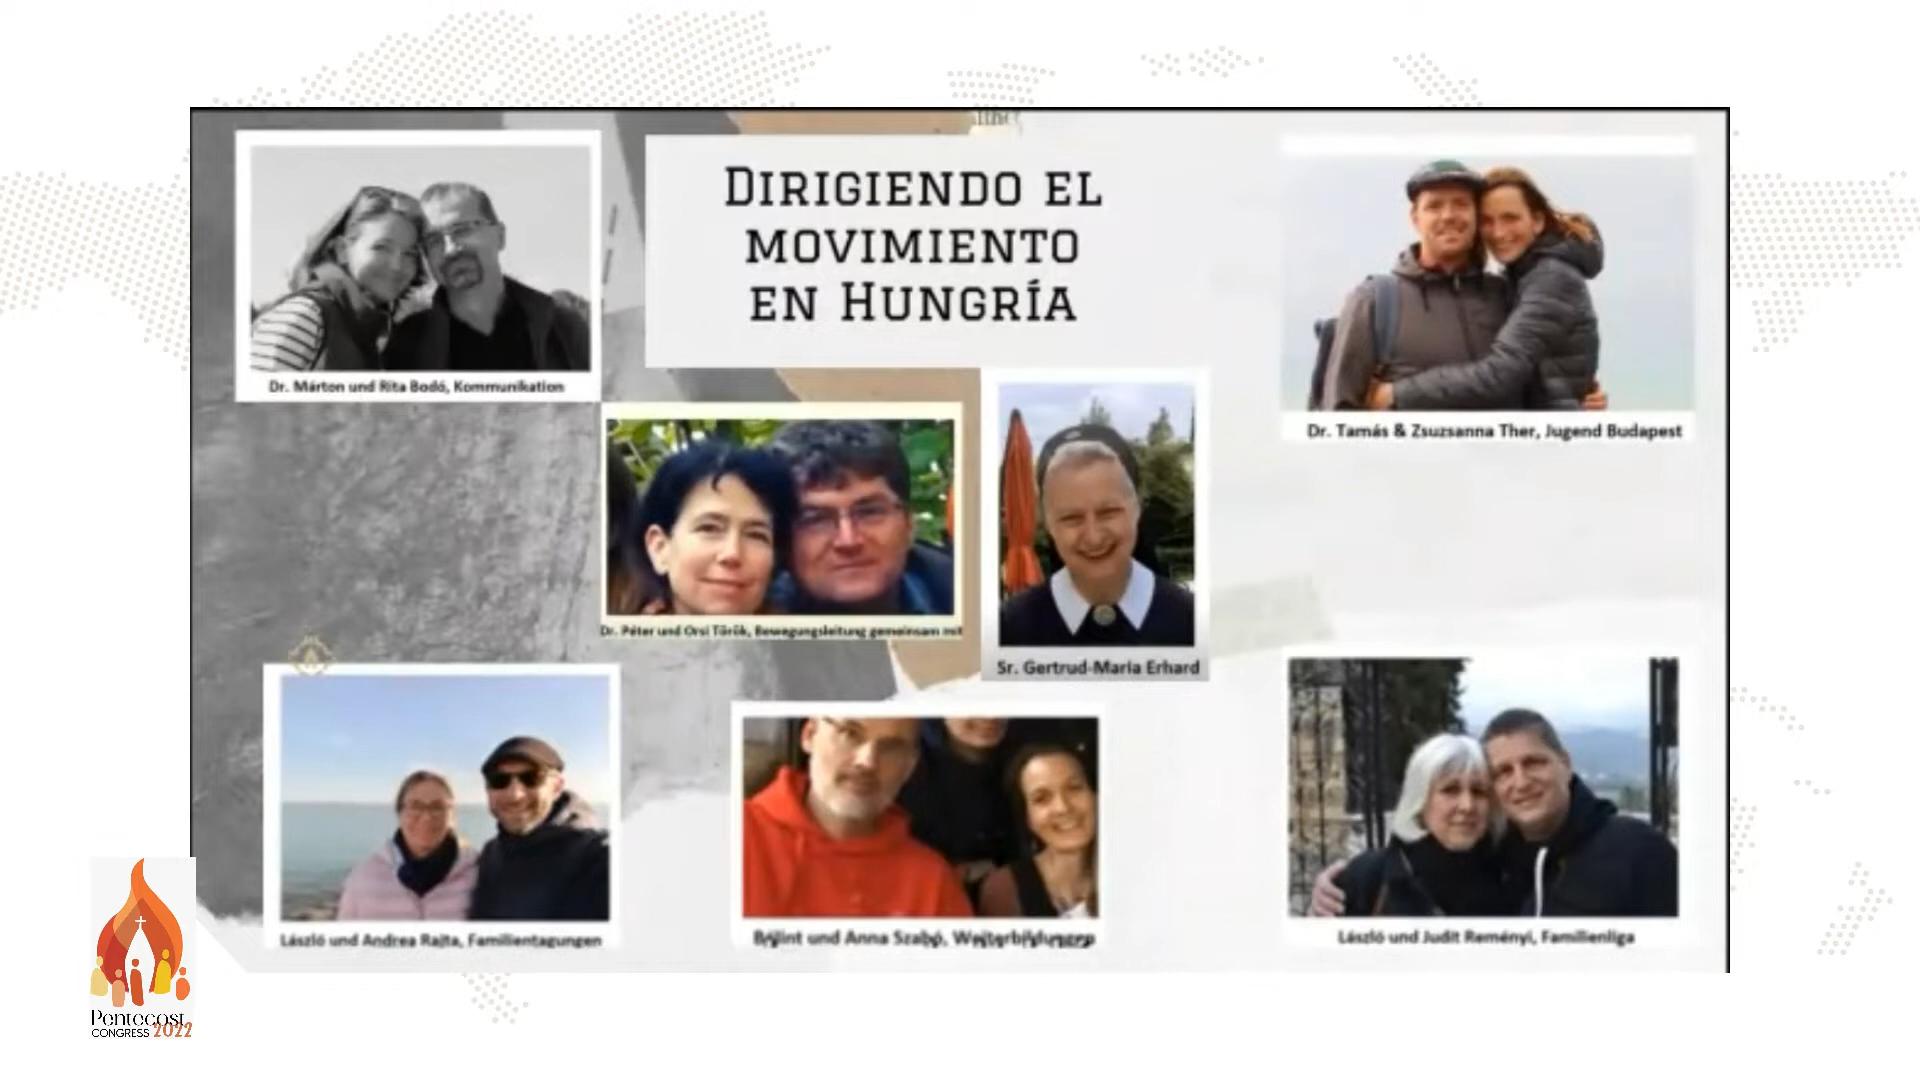 DIRIGIENDO EL
MOVIMIENTO
EN HUNGRÍA
Dr. Márton und Rita Bodó, Kommunikation
Dr. Tamás & Zsuzsanna Ther, Jugend Budapest
Dr. Péter und Orsi Török, Bewegungsleitung gemeinsam mit
Sr. Gertrud-Maria Erhard
László und Andrea Rajta, Familientagungen
Bálint und Anna Szabó, Weiterbildungen
László und Judit Reményi, Familienliga
Pentecost
CONGRESS 2022